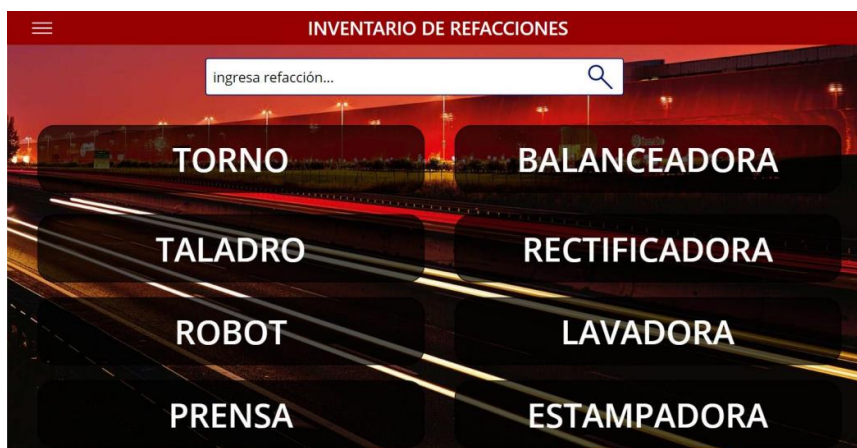 INVENTARIO DE REFACCIONES
ingresa refacción...
TORNO
BALANCEADORA
TALADRO
RECTIFICADORA
ROBOT
LAVADORA
PRENSA
ESTAMPADORA